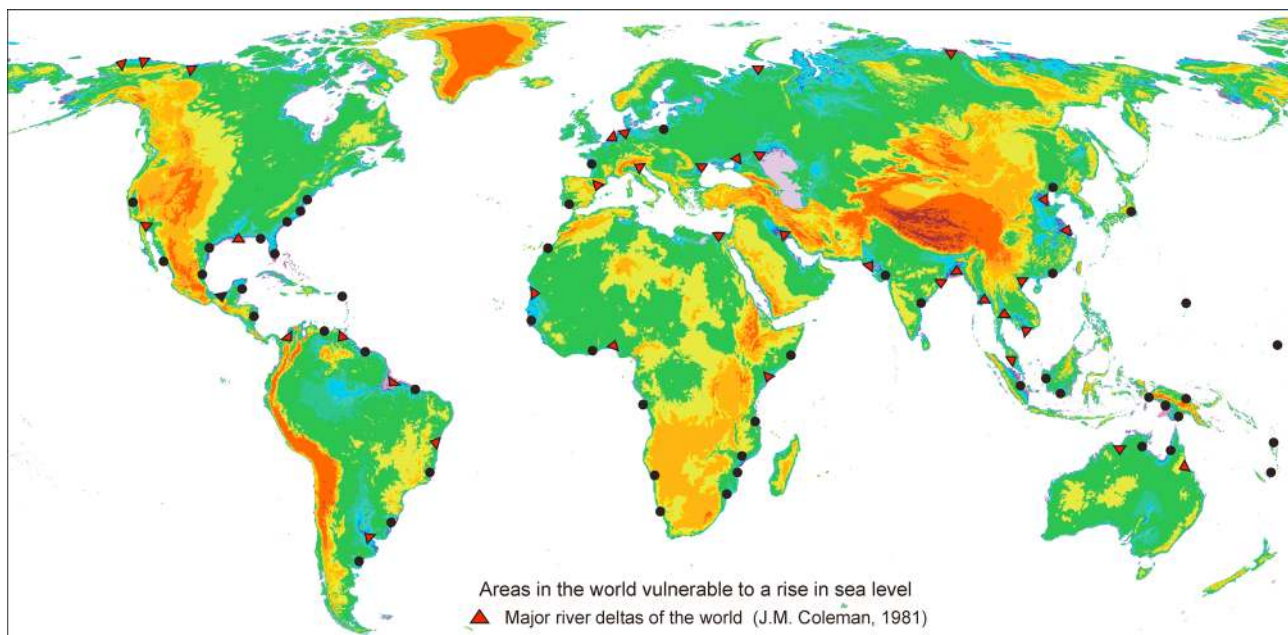 Areas in the world vulnerable to a rise in sea level
Major river deltas of the world (J.M. Coleman, 1981)